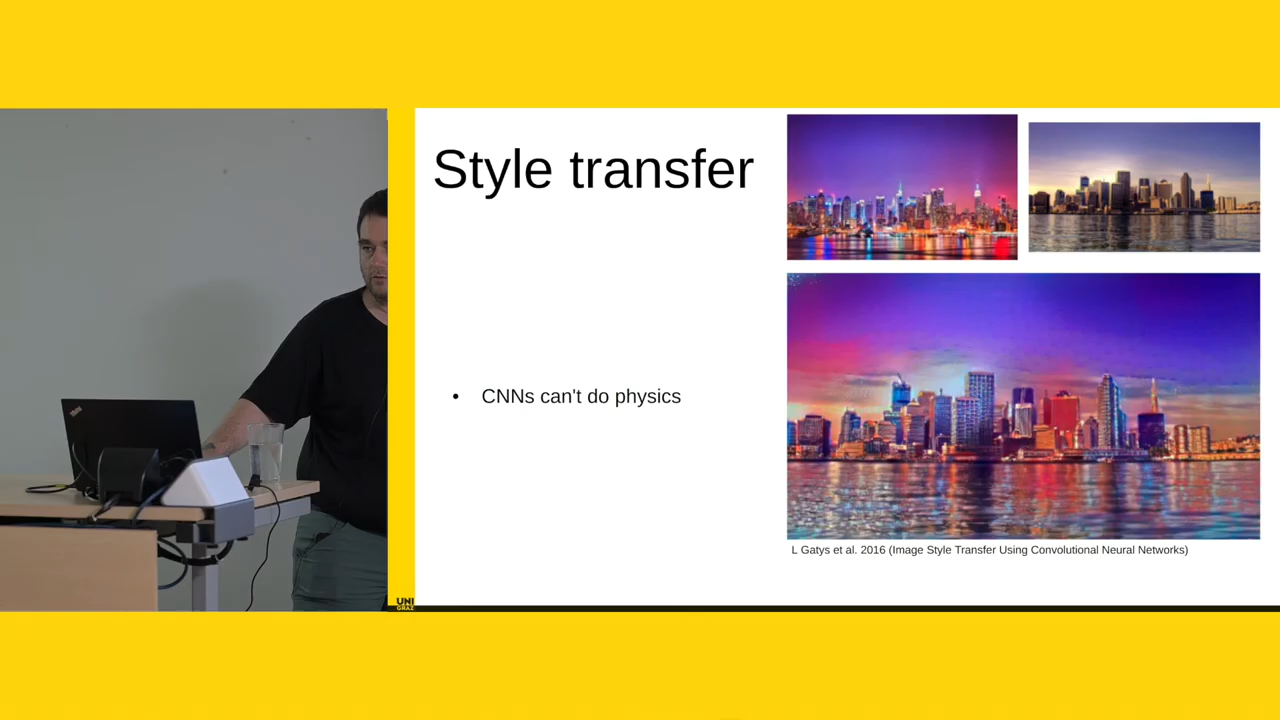 Style transfer
• CNNs can't do physics
L Gatys et al. 2016 (Image Style Transfer Using Convolutional Neural Networks)
UNI
GRAZ
ThinkPad